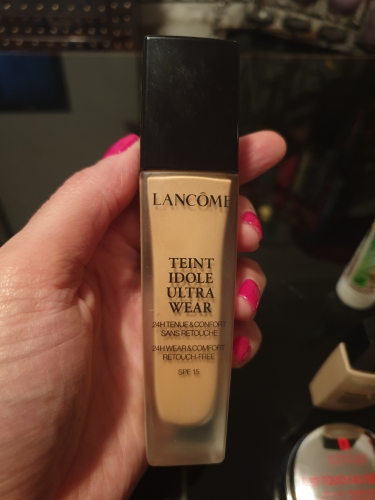 LANCÔME
TEINT
IDOLE
ULTRA
WEAR
24H TENUE & CONFORT
SANS RETOUCHE
24H WEAR & COMFORT
RETOUCH-FREE
SPF 15